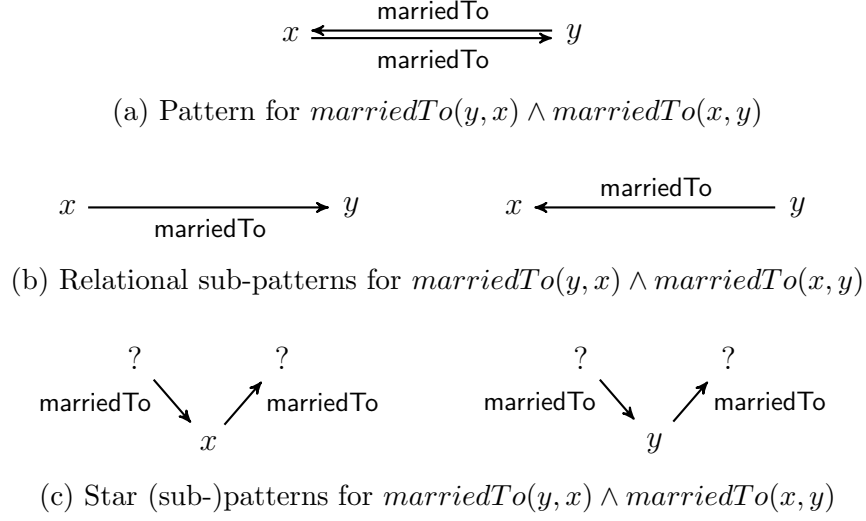 marriedTo
x y
marriedTo
(a) Pattern for marriedTo(y, x) ∧ marriedTo(x, y)
marriedTo
x y x y
marriedTo
(b) Relational sub-patterns for marriedTo(y, x) ∧ marriedTo(x, y)
? ? ? ?
marriedTo marriedTo marriedTo marriedTo
x y
(c) Star (sub-)patterns for marriedTo(y, x) ∧ marriedTo(x, y)